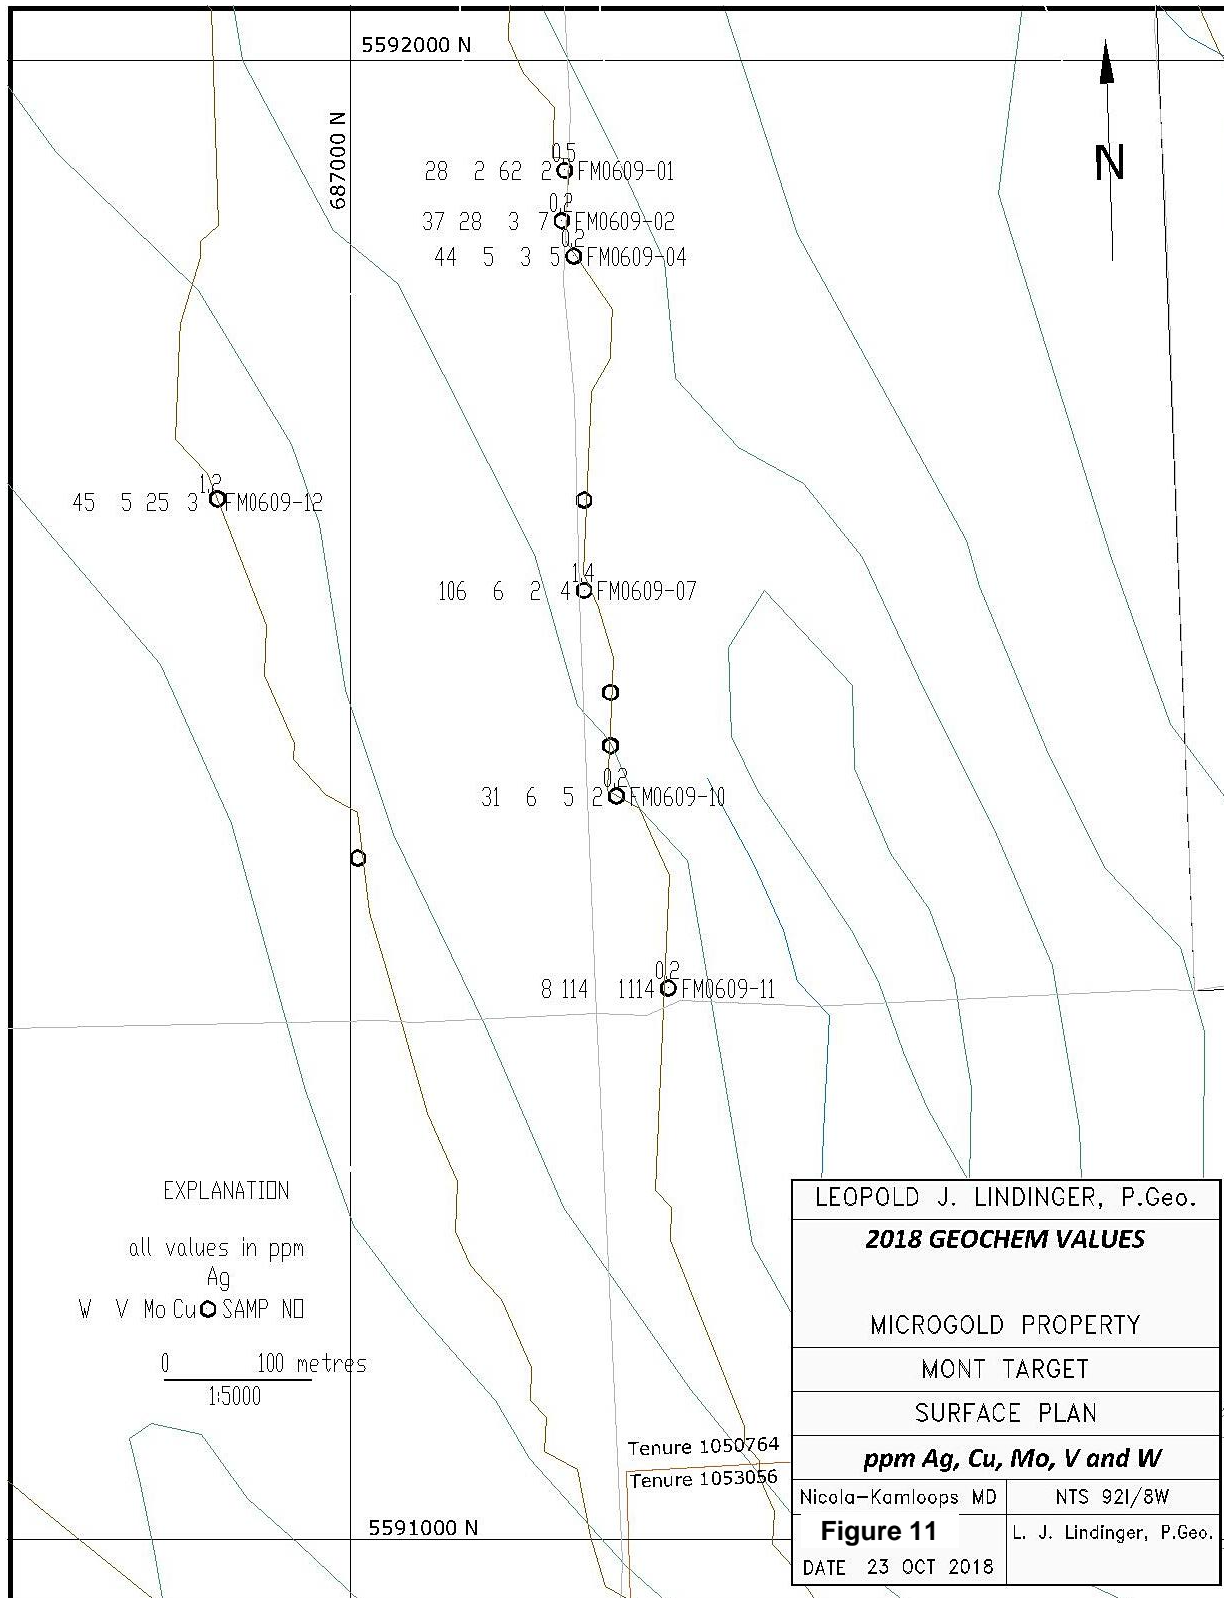 5592000 N
687000 N
0.5
28 2 62 2 FM0609-01
0.2
37 28 3 7 FM0609-02
0.2
44 5 3 5 FM0609-04
N
1.2
45 5 25 3 FM0609-12
1.4
106 6 2 4 FM0609-07
0.2
31 6 5 2 FM0609-10
0.2
8 114 1114 FM0609-11
EXPLANATION
all values in ppm
Ag
W V Mo Cu SAMP NO
0 100 metres
1:5000
Tenure 1050764
Tenure 1053056
5591000 N
LEOPOLD J. LINDINGER, P.Geo.
2018 GEOCHEM VALUES
MICROGOLD PROPERTY
MONT TARGET
SURFACE PLAN
ppm Ag, Cu, Mo, V and W
Nicola-Kamloops MD
NTS 92I/8W
Figure 11
L. J. Lindinger, P.Geo.
DATE 23 OCT 2018